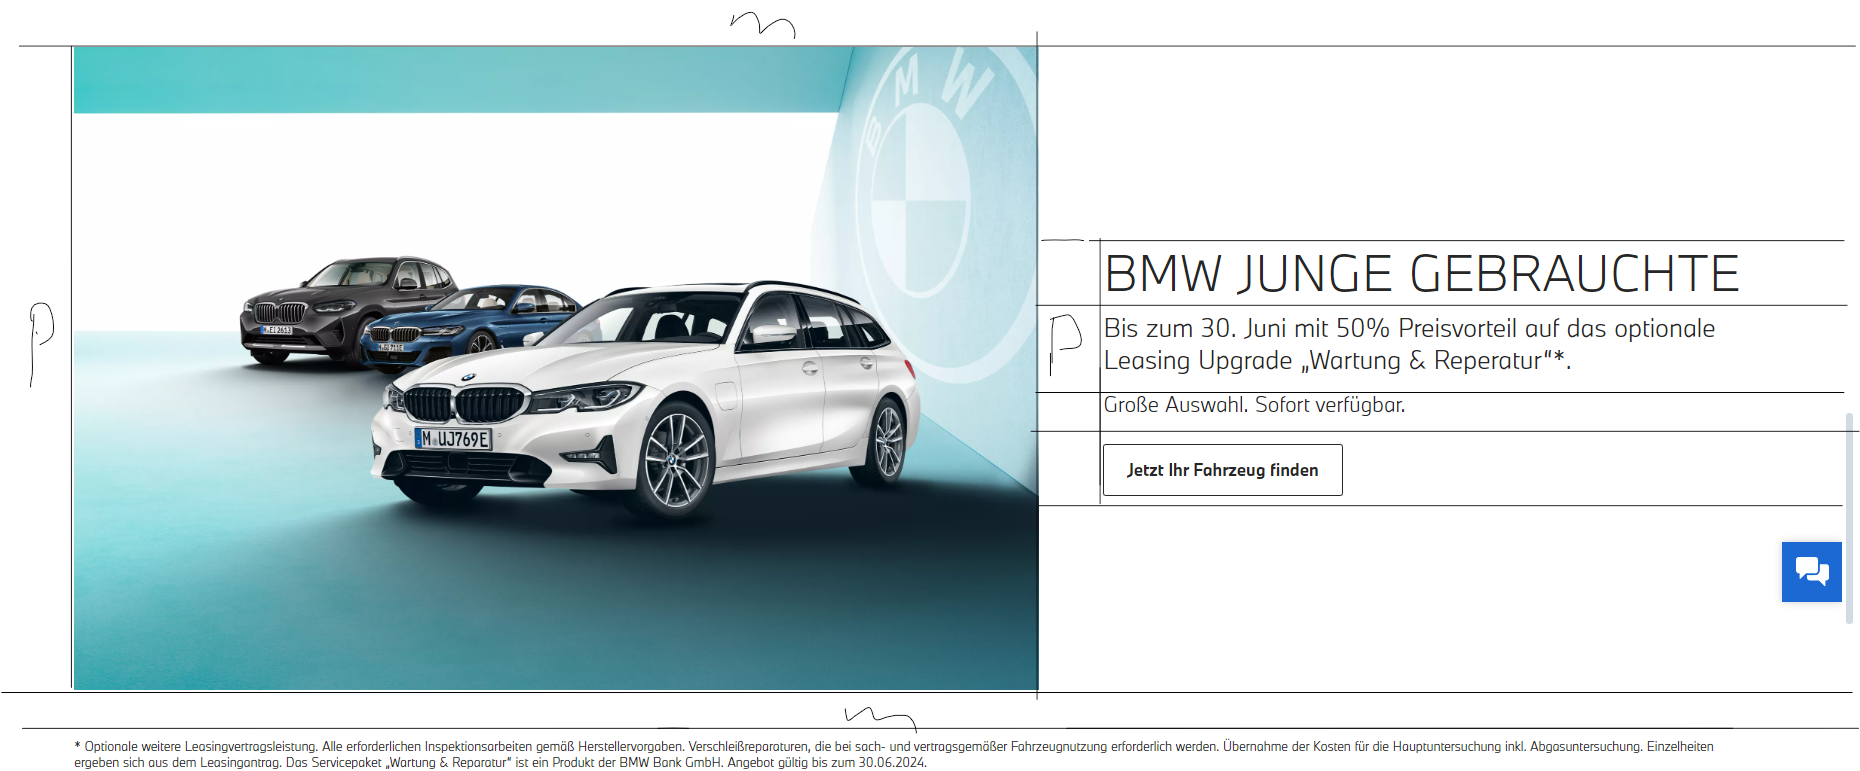 m
BMW
M·EI 2613
M UJ769E
BMW JUNGE GEBRAUCHTE
Bis zum 30. Juni mit 50% Preisvorteil auf das optionale
Leasing Upgrade „Wartung & Reperatur“*.
Große Auswahl. Sofort verfügbar.
Jetzt Ihr Fahrzeug finden
p
p
m
* Optionale weitere Leasingvertragsleistung. Alle erforderlichen Inspektionsarbeiten gemäß Herstellervorgaben. Verschleißreparaturen, die bei sach- und vertragsgemäßer Fahrzeugnutzung erforderlich werden. Übernahme der Kosten für die Hauptuntersuchung inkl. Abgasuntersuchung. Einzelheiten
ergeben sich aus dem Leasingantrag. Das Servicepaket „Wartung & Reparatur“ ist ein Produkt der BMW Bank GmbH. Angebot gültig bis zum 30.06.2024.